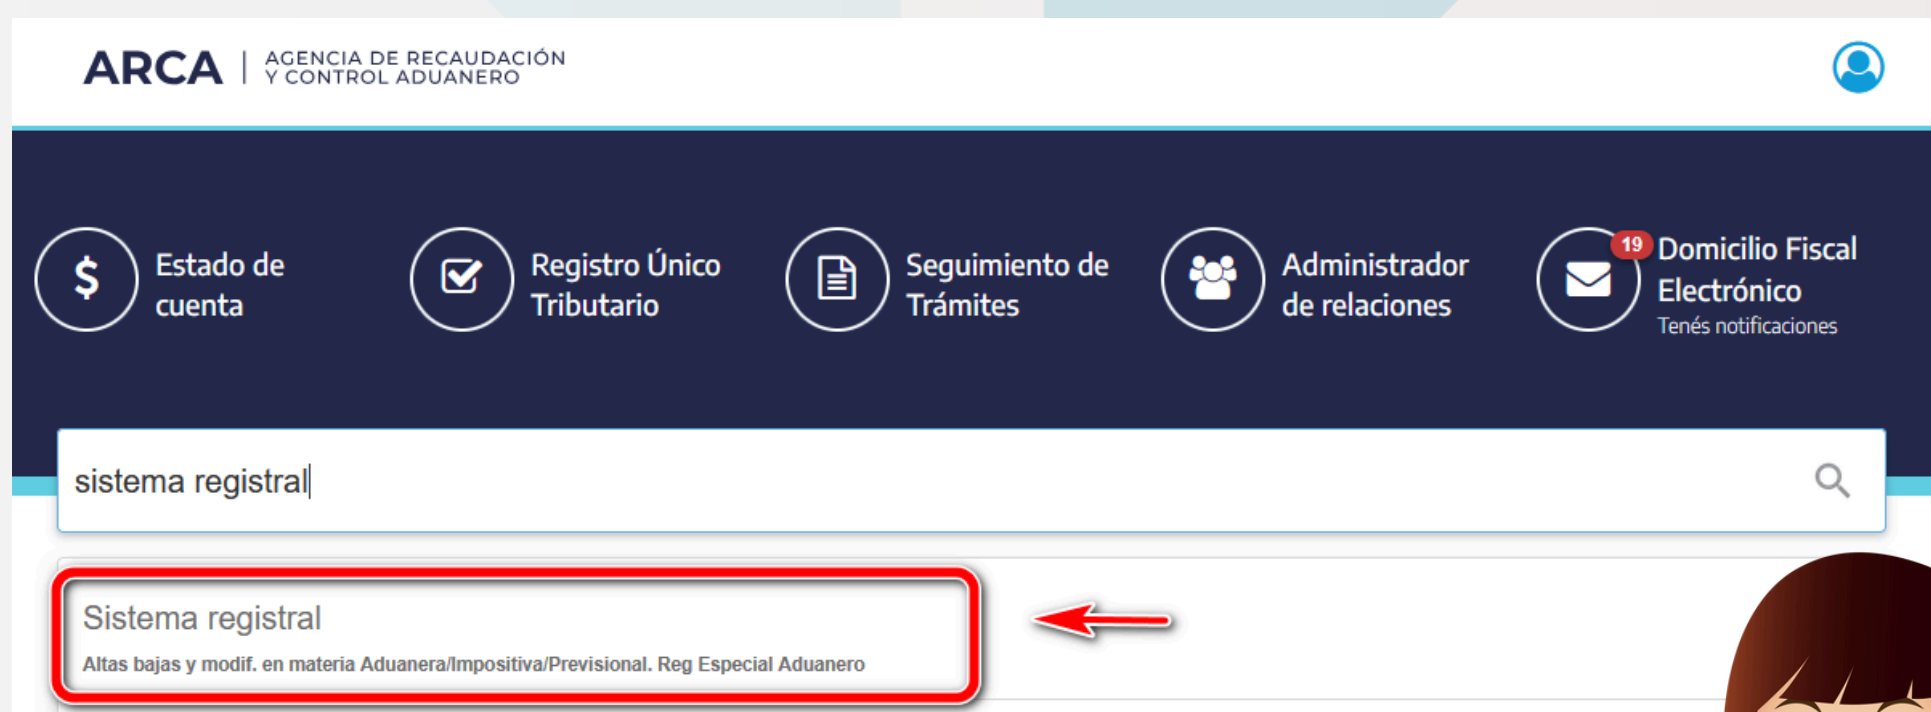 ARCA
AGENCIA DE RECAUDACIÓN
Y CONTROL ADUANERO
$
Estado de
cuenta
Registro Único
Tributario
Seguimiento de
Trámites
Administrador
de relaciones
19
Domicilio Fiscal
Electrónico
Tenés notificaciones
sistema registral
Sistema registral
Altas bajas y modif. en materia Aduanera/Impositiva/Previsional. Reg Especial Aduanero